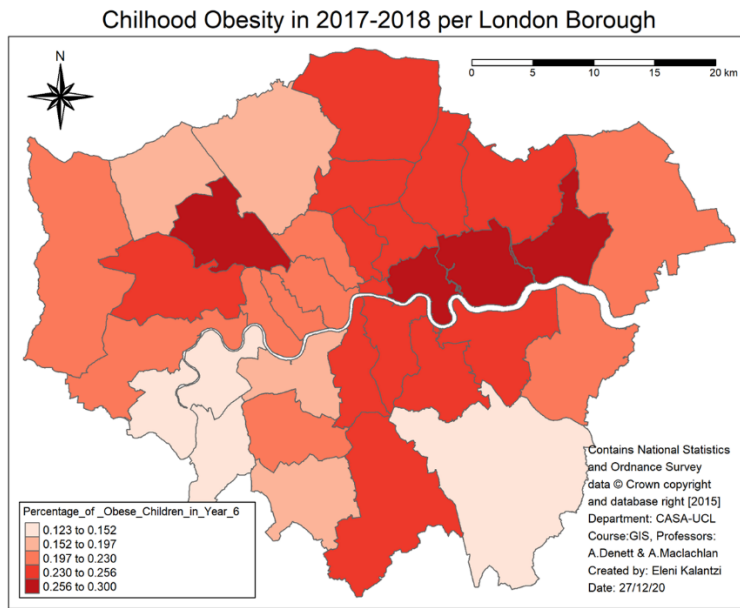 Chilhood Obesity in 2017-2018 per London Borough
N
0 5 10 15 20 km
Contains National Statistics
and Ordnance Survey
data © Crown copyright
and database right [2015]
Department: CASA-UCL
Course:GIS, Professors:
A.Denett & A.Maclachlan
Created by: Eleni Kalantzi
Date: 27/12/20
Percentage_of_Obese_Children_in_Year_6
0.123 to 0.152
0.152 to 0.197
0.197 to 0.230
0.230 to 0.256
0.256 to 0.300